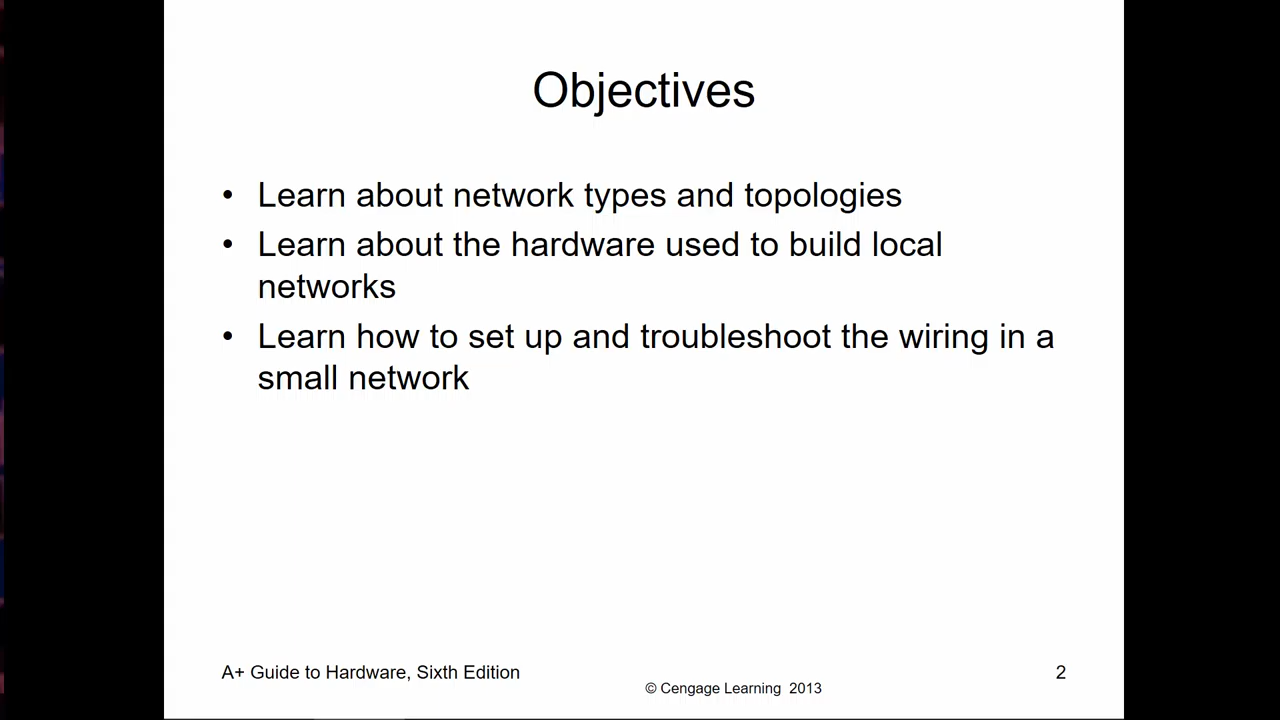 Objectives
• Learn about network types and topologies
• Learn about the hardware used to build local
networks
• Learn how to set up and troubleshoot the wiring in a
small network
A+ Guide to Hardware, Sixth Edition
© Cengage Learning 2013
2